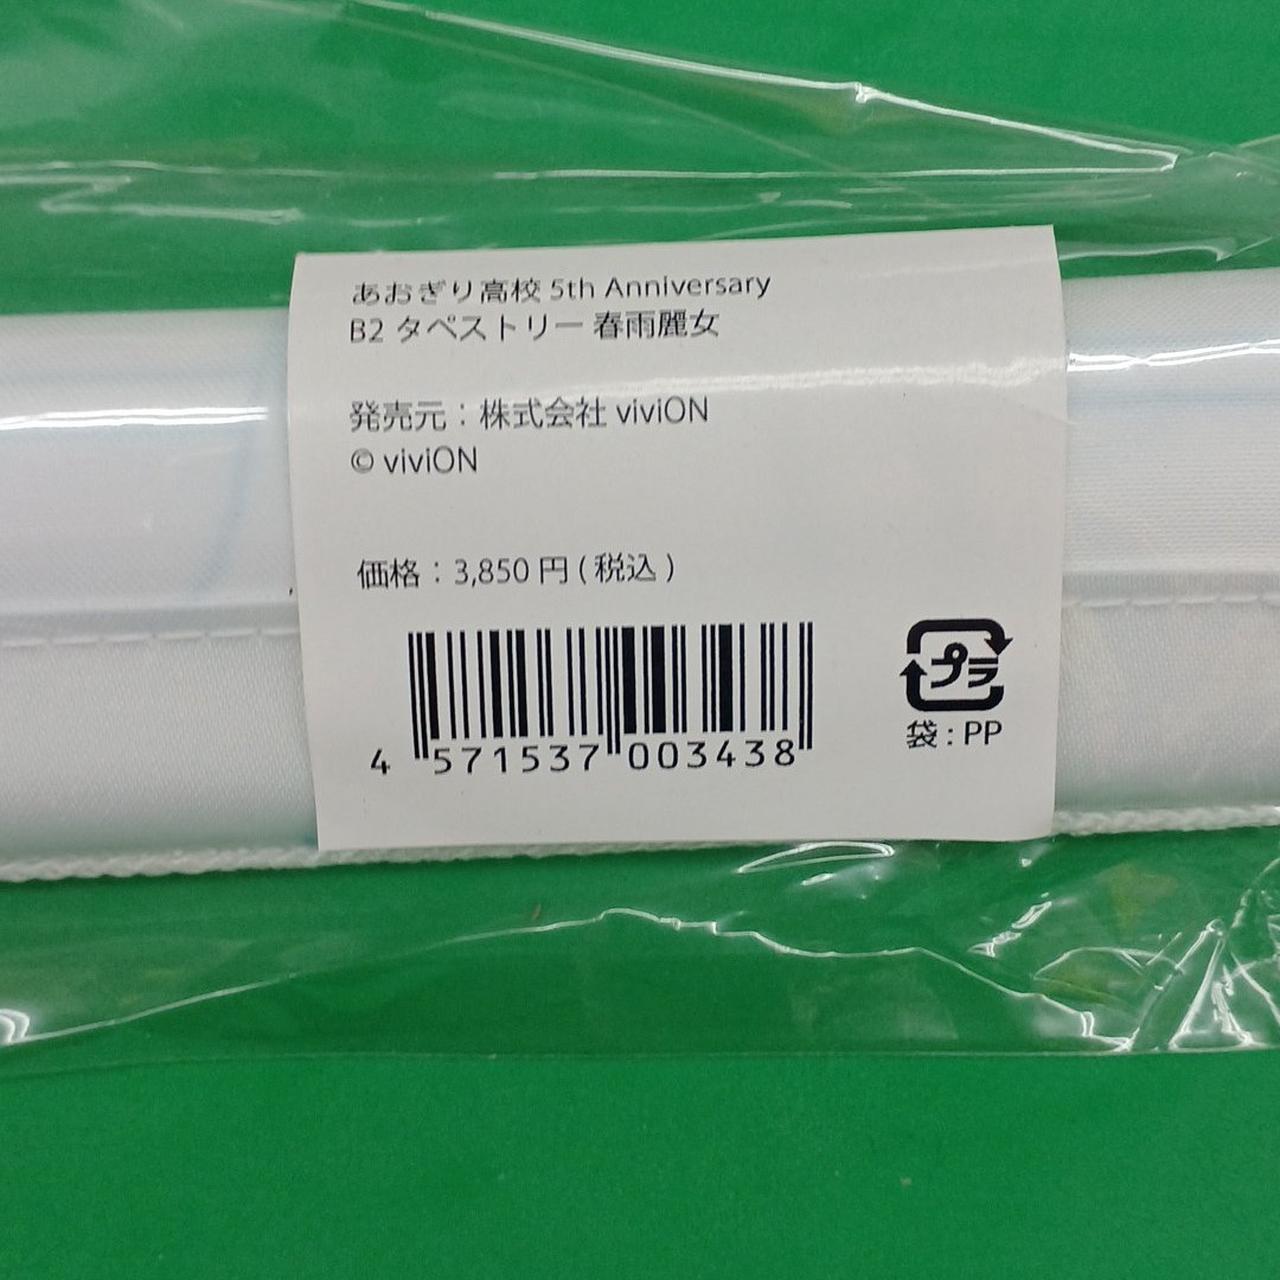 あおぎり高校 5th Anniversary
B2 タペストリー 春雨麗女
発売元：株式会社 viviON
© viviON
価格：3,850 円 ( 税込 )
4 571537 003438
プラ
袋 : PP